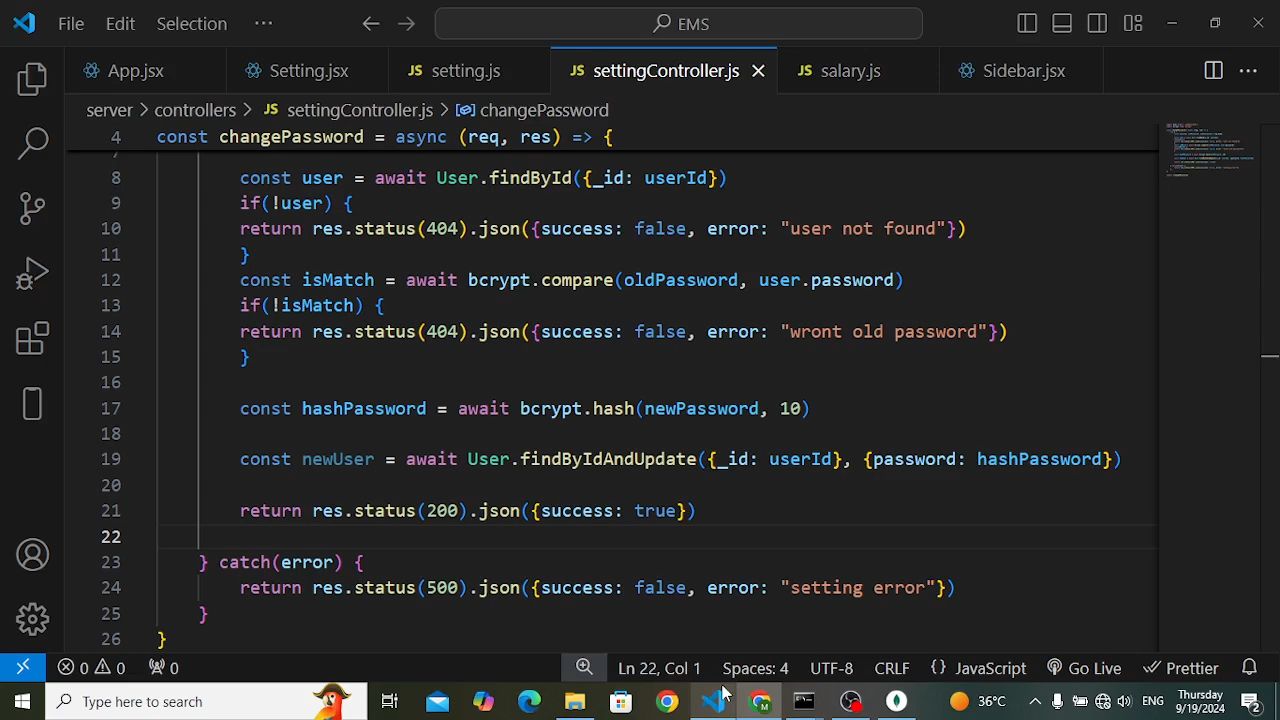 File Edit Selection ··· EMS
App.jsx Setting.jsx JS setting.js JS settingController.js JS salary.js Sidebar.jsx
server > controllers > JS settingController.js > changePassword
4 const changePassword = async (req, res) => {
8 const user = await User.findById({_id: userId})
9 if(!user) {
10 return res.status(404).json({success: false, error: "user not found"})
11 }
12 const isMatch = await bcrypt.compare(oldPassword, user.password)
13 if(!isMatch) {
14 return res.status(404).json({success: false, error: "wront old password"})
15 }
16
17 const hashPassword = await bcrypt.hash(newPassword, 10)
18
19 const newUser = await User.findByIdAndUpdate({_id: userId}, {password: hashPassword})
20
21 return res.status(200).json({success: true})
22
23 } catch(error) {
24 return res.status(500).json({success: false, error: "setting error"})
25 }
26 }
0 0 0 Ln 22, Col 1 Spaces: 4 UTF-8 CRLF {} JavaScript Go Live Prettier
Type here to search 36°C ENG Thursday
9/19/2024 2